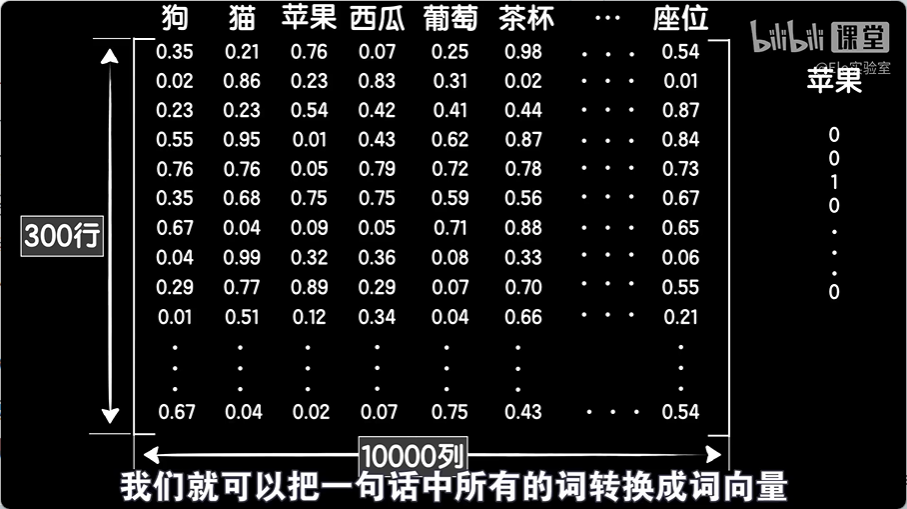 狗 猫 苹果 西瓜 葡萄 茶杯 ··· 座位
bilibili 课堂
0.35 0.21 0.76 0.07 0.25 0.98 · · · 0.54
0.02 0.86 0.23 0.83 0.31 0.02 · · · 0.01
0.23 0.23 0.54 0.42 0.41 0.44 · · · 0.87
0.55 0.95 0.01 0.43 0.62 0.87 · · · 0.84
0.76 0.76 0.05 0.79 0.72 0.78 · · · 0.73
0.35 0.68 0.75 0.75 0.59 0.56 · · · 0.67
0.67 0.04 0.09 0.05 0.71 0.88 · · · 0.65
0.04 0.99 0.32 0.36 0.08 0.33 · · · 0.06
0.29 0.77 0.89 0.29 0.07 0.70 · · · 0.55
0.01 0.51 0.12 0.34 0.04 0.66 · · · 0.21
· · · · · · ·
· · · · · · ·
· · · · · · ·
0.67 0.04 0.02 0.07 0.75 0.43 · · · 0.54
300行
10000列
实验室
苹果
0
0
1
0
·
·
·
0
我们就可以把一句话中所有的词转换成词向量